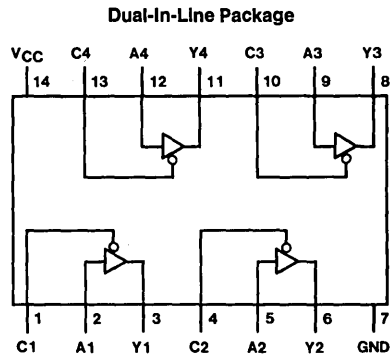 Dual-In-Line Package
VCC C4 A4 Y4 C3 A3 Y3
14 13 12 11 10 9 8
1 2 3 4 5 6 7
C1 A1 Y1 C2 A2 Y2 GND